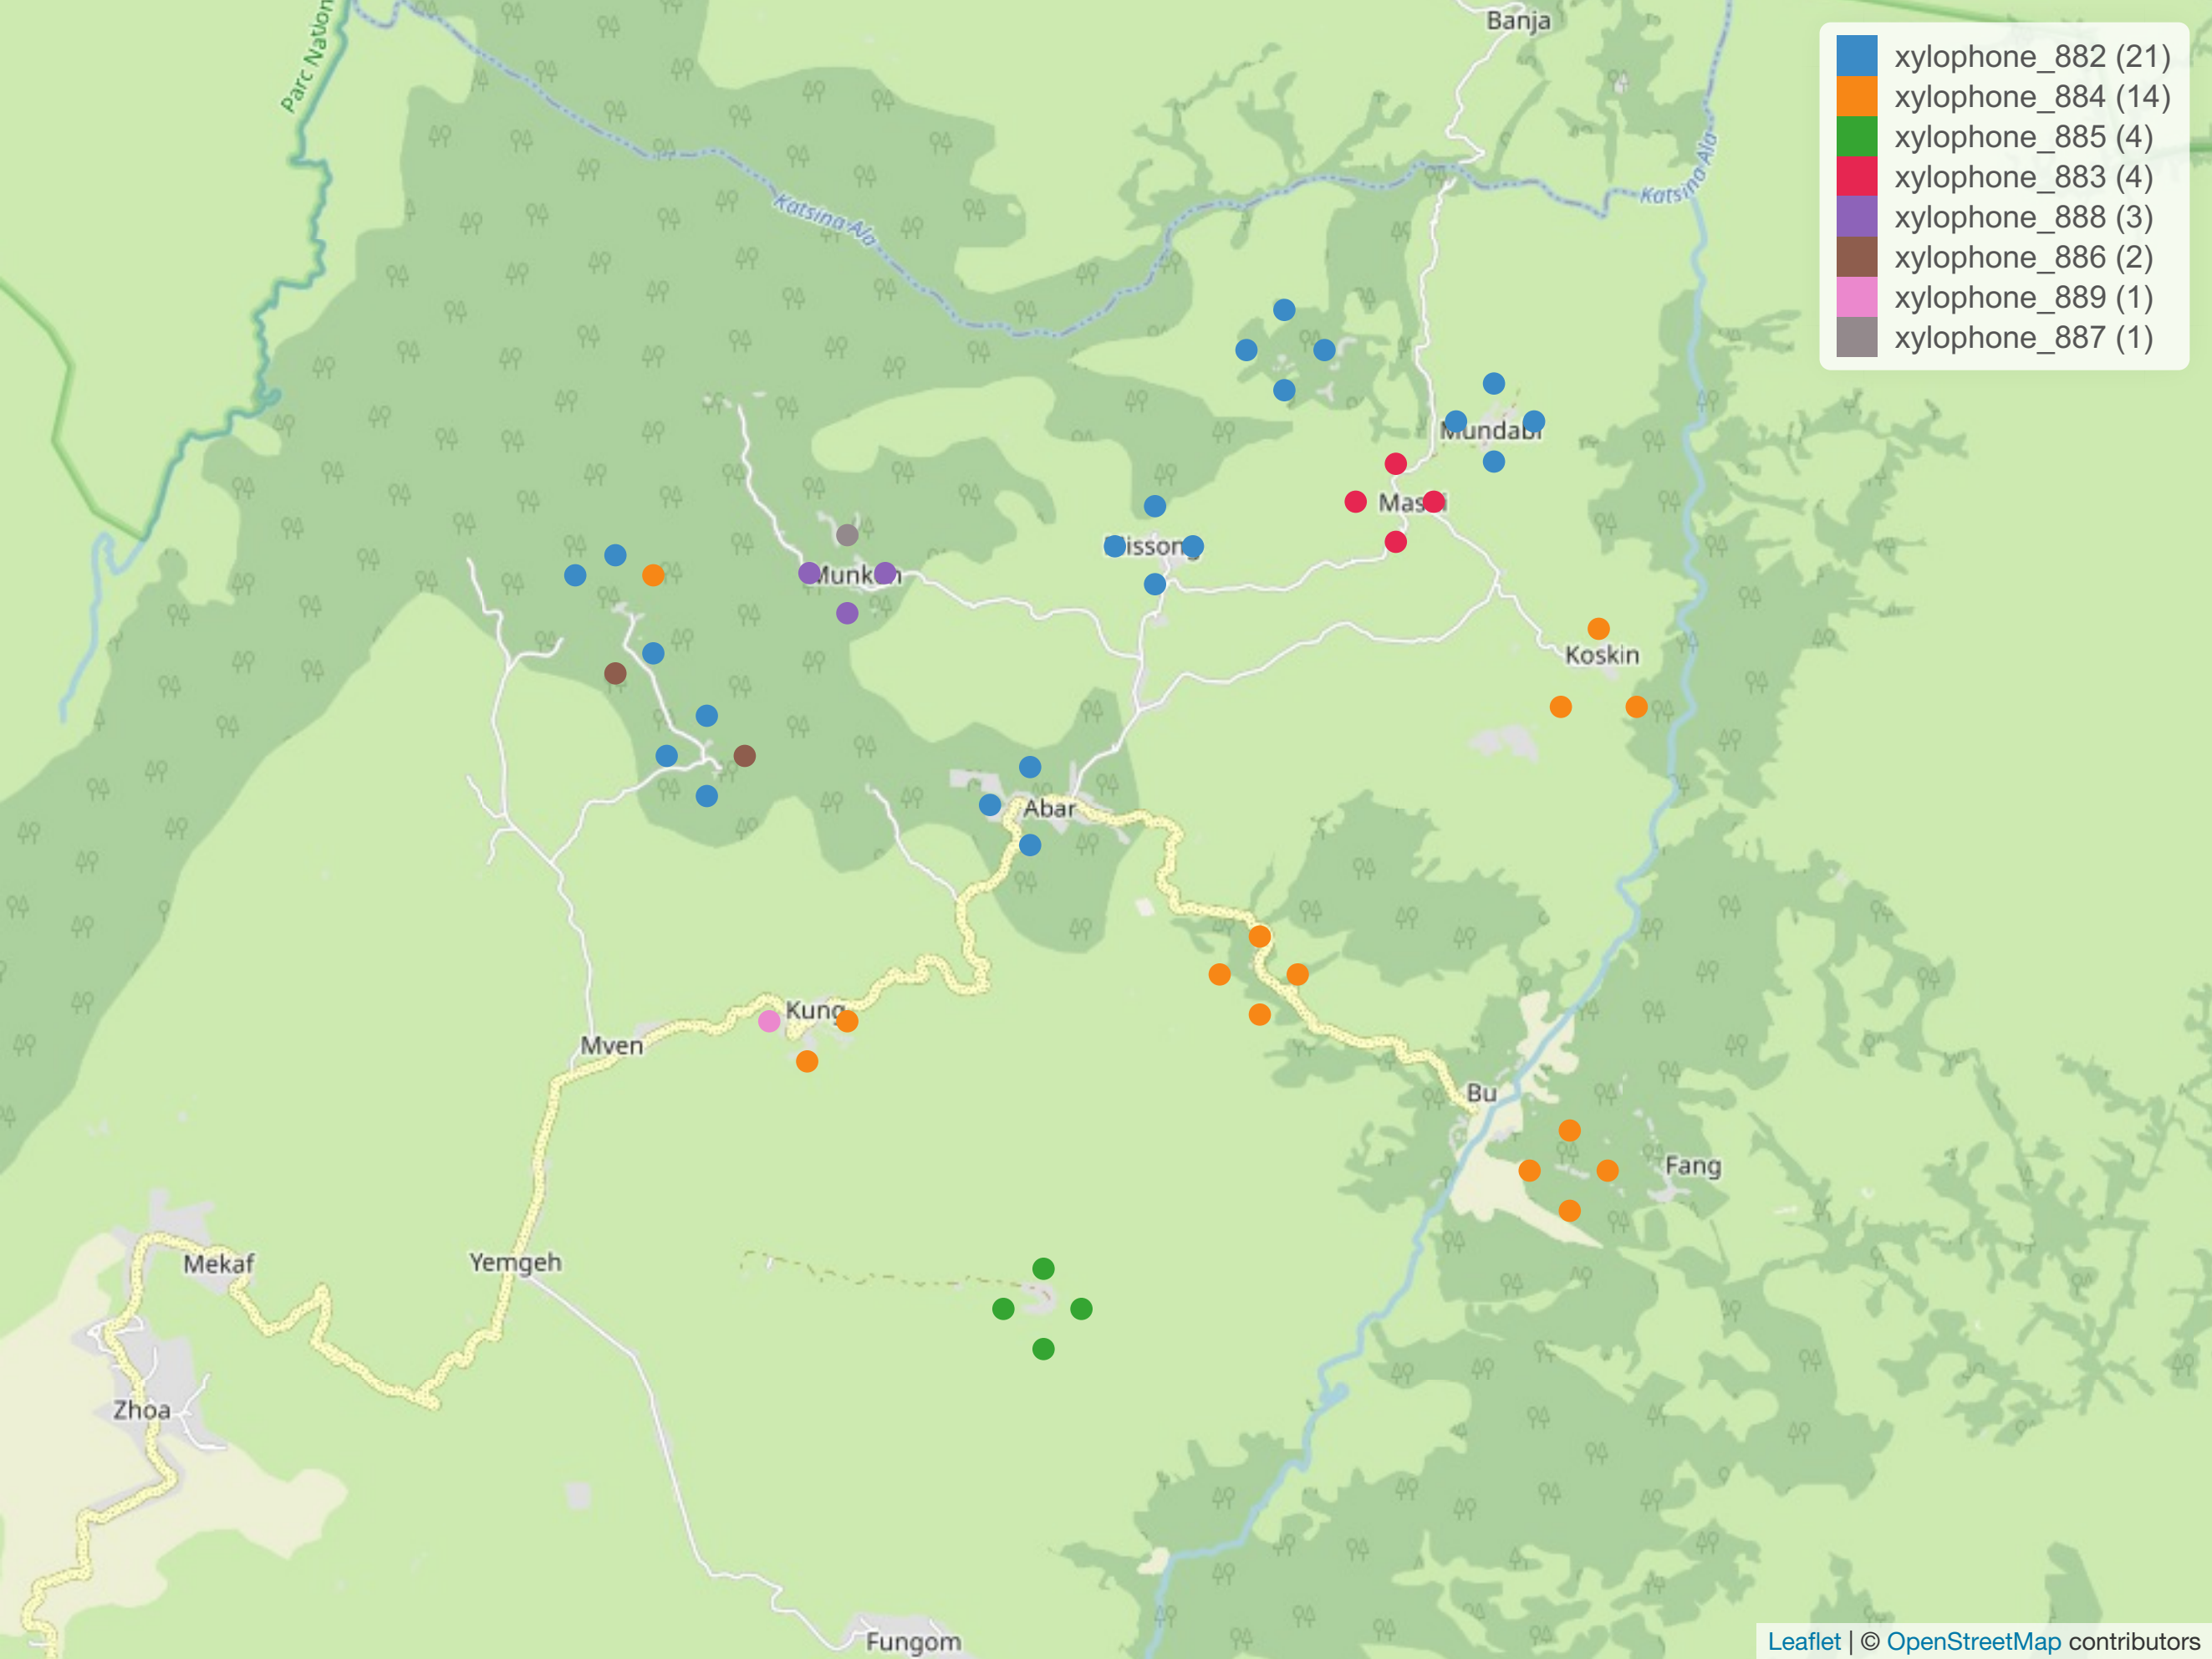 Parc Nation
Banja
xylophone_882 (21)
xylophone_884 (14)
xylophone_885 (4)
xylophone_883 (4)
xylophone_888 (3)
xylophone_886 (2)
xylophone_889 (1)
xylophone_887 (1)
Katsina Ala
Katsina-Ala
Mundabi
Koskin
Abar
Kung
Mven
Bu
Fang
Mekaf
Yemgeh
Zhoa
Fungom
Leaflet | © OpenStreetMap contributors